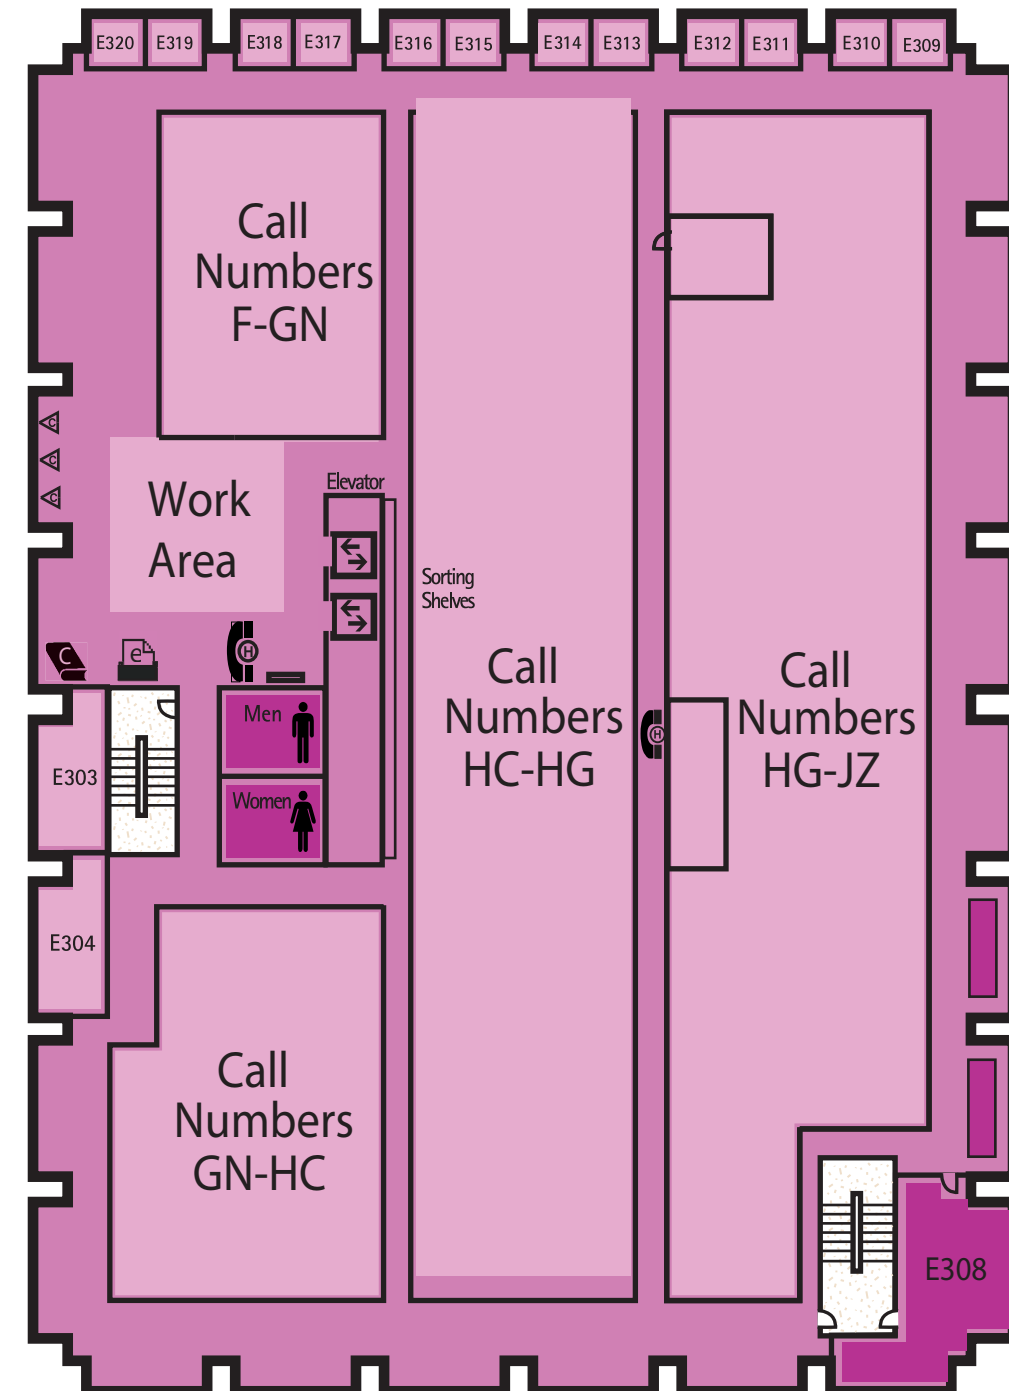 E320 E319 E318 E317 E316 E315 E314 E313 E312 E311 E310 E309
Call
Numbers
F-GN
C
C
C
Work
Area
Elevator
Sorting
Shelves
C
e
H
Men
Women
E303
E304
Call
Numbers
HC-HG
H
Call
Numbers
HG-JZ
Call
Numbers
GN-HC
E308